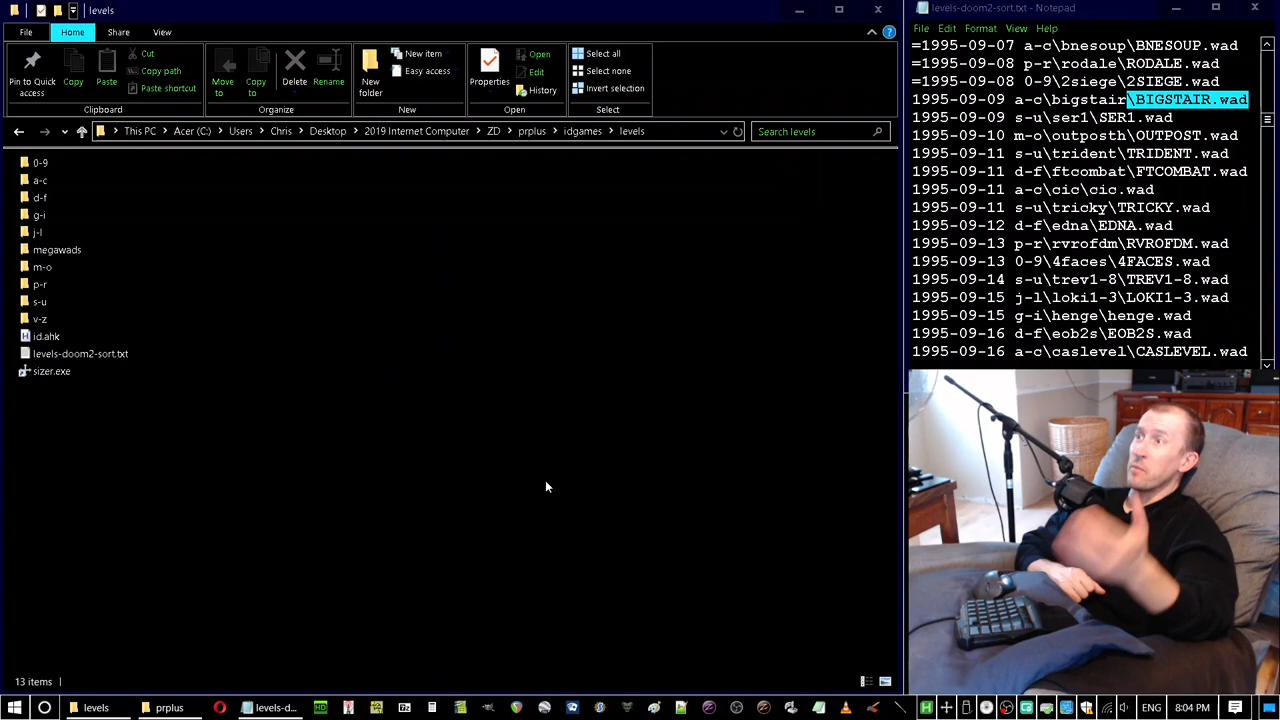 levels
File
Home
Share
View
Pin to Quick
access
Copy
Paste
Cut
Copy path
Paste shortcut
Clipboard
Move
to
Copy
to
Delete
Rename
Organize
New
folder
New item
Easy access
New
Properties
Open
Edit
History
Open
Select all
Select none
Invert selection
Select
This PC > Acer (C:) > Users > Chris > Desktop > 2019 Internet Computer > ZD > prplus > idgames > levels
Search levels
0-9
a-c
d-f
g-i
j-l
megawads
m-o
p-r
s-u
v-z
id.ahk
levels-doom2-sort.txt
sizer.exe
13 items
levels-doom2-sort.txt - Notepad
File Edit Format View Help
=1995-09-07 a-c\bnesoup\BNESOUP.wad
=1995-09-08 p-r\rodale\RODALE.wad
=1995-09-08 0-9\2siege\2SIEGE.wad
1995-09-09 a-c\bigstair\BIGSTAIR.wad
1995-09-09 s-u\ser1\SER1.wad
1995-09-10 m-o\outposth\OUTPOST.wad
1995-09-11 s-u\trident\TRIDENT.wad
1995-09-11 d-f\ftcombat\FTCOMBAT.wad
1995-09-11 a-c\cic\cic.wad
1995-09-11 s-u\tricky\TRICKY.wad
1995-09-12 d-f\edna\EDNA.wad
1995-09-13 p-r\rvrofdm\RVROFDM.wad
1995-09-13 0-9\4faces\4FACES.wad
1995-09-14 s-u\trev1-8\TREV1-8.wad
1995-09-15 j-l\loki1-3\LOKI1-3.wad
1995-09-15 g-i\henge\henge.wad
1995-09-16 d-f\eob2s\EOB2S.wad
1995-09-16 a-c\caslevel\CASLEVEL.wad
levels
prplus
levels-d...
ENG
8:04 PM